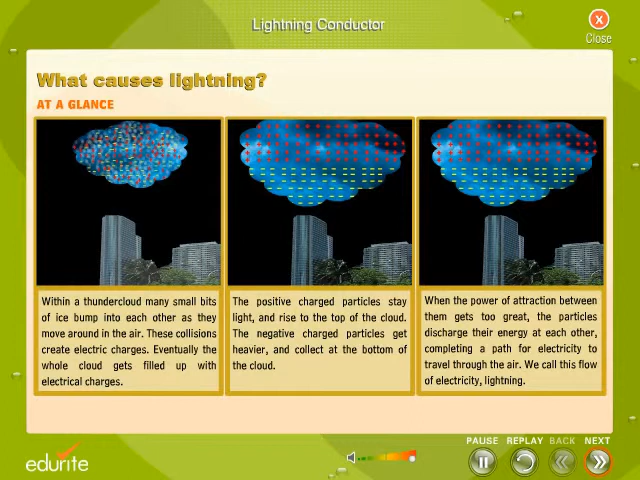 Lightning Conductor
Close
What causes lightning?
AT A GLANCE
Within a thundercloud many small bits
of ice bump into each other as they
move around in the air. These collisions
create electric charges. Eventually the
whole cloud gets filled up with
electrical charges.
The positive charged particles stay
light, and rise to the top of the cloud.
The negative charged particles get
heavier, and collect at the bottom of
the cloud.
When the power of attraction between
them gets too great, the particles
discharge their energy at each other,
completing a path for electricity to
travel through the air. We call this flow
of electricity, lightning.
PAUSE REPLAY BACK NEXT
edurite